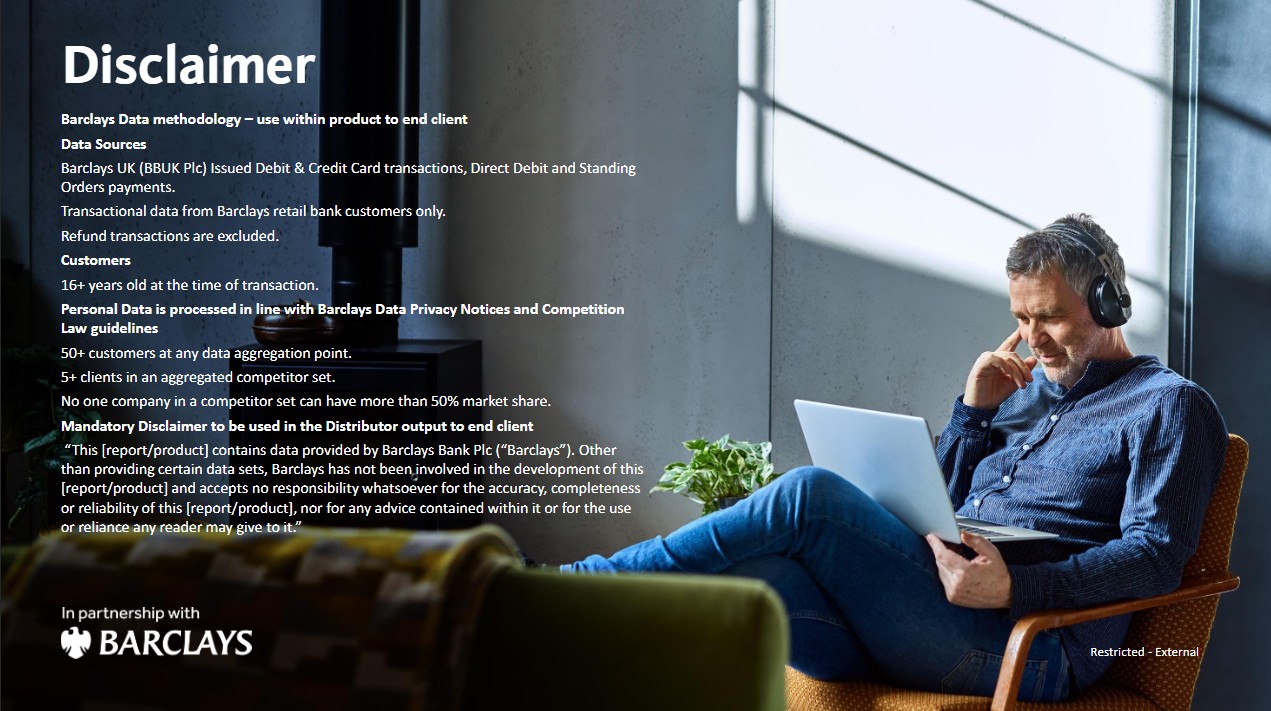 Disclaimer
Barclays Data methodology – use within product to end client
Data Sources
Barclays UK (BBUK Plc) Issued Debit & Credit Card transactions, Direct Debit and Standing
Orders payments.
Transactional data from Barclays retail bank customers only.
Refund transactions are excluded.
Customers
16+ years old at the time of transaction.
Personal Data is processed in line with Barclays Data Privacy Notices and Competition
Law guidelines
50+ customers at any data aggregation point.
5+ clients in an aggregated competitor set.
No one company in a competitor set can have more than 50% market share.
Mandatory Disclaimer to be used in the Distributor output to end client
“This [report/product] contains data provided by Barclays Bank Plc (“Barclays”). Other
than providing certain data sets, Barclays has not been involved in the development of this
[report/product] and accepts no responsibility whatsoever for the accuracy, completeness
or reliability of this [report/product], nor for any advice contained within it or for the use
or reliance any reader may give to it.”
In partnership with
BARCLAYS
Restricted - External